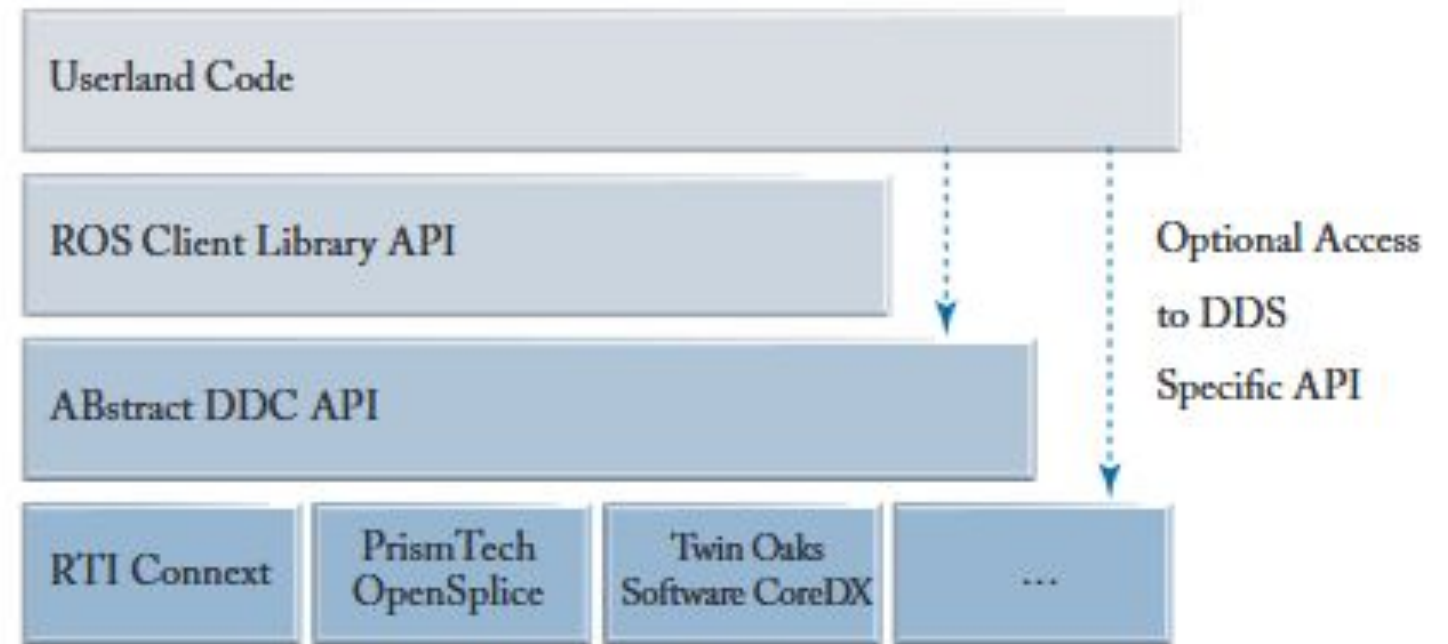 Userland Code
ROS Client Library API
Optional Access
to DDS
Specific API
ABstract DDC API
RTI Connext
PrismTech
OpenSplice
Twin Oaks
Software CoreDX
...